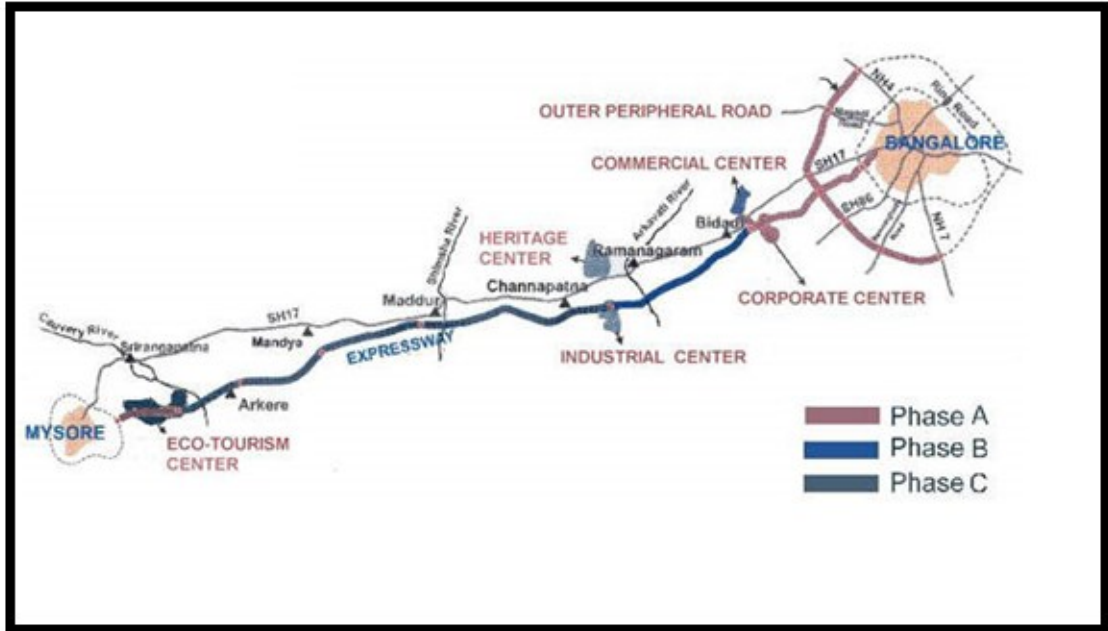 NH4
Ring Road
OUTER PERIPHERAL ROAD
Road
BANGALORE
COMMERCIAL CENTER
SH17
Arkavati River
SH86
NH 7
Shimsha River
HERITAGE
CENTER
Ramanagaram
Bidadi
Channapatna
CORPORATE CENTER
Maddur
SH17
Cauvery River
Mandya
Srirangapatna
EXPRESSWAY
INDUSTRIAL CENTER
Arkere
MYSORE
ECO-TOURISM
CENTER
Phase A
Phase B
Phase C